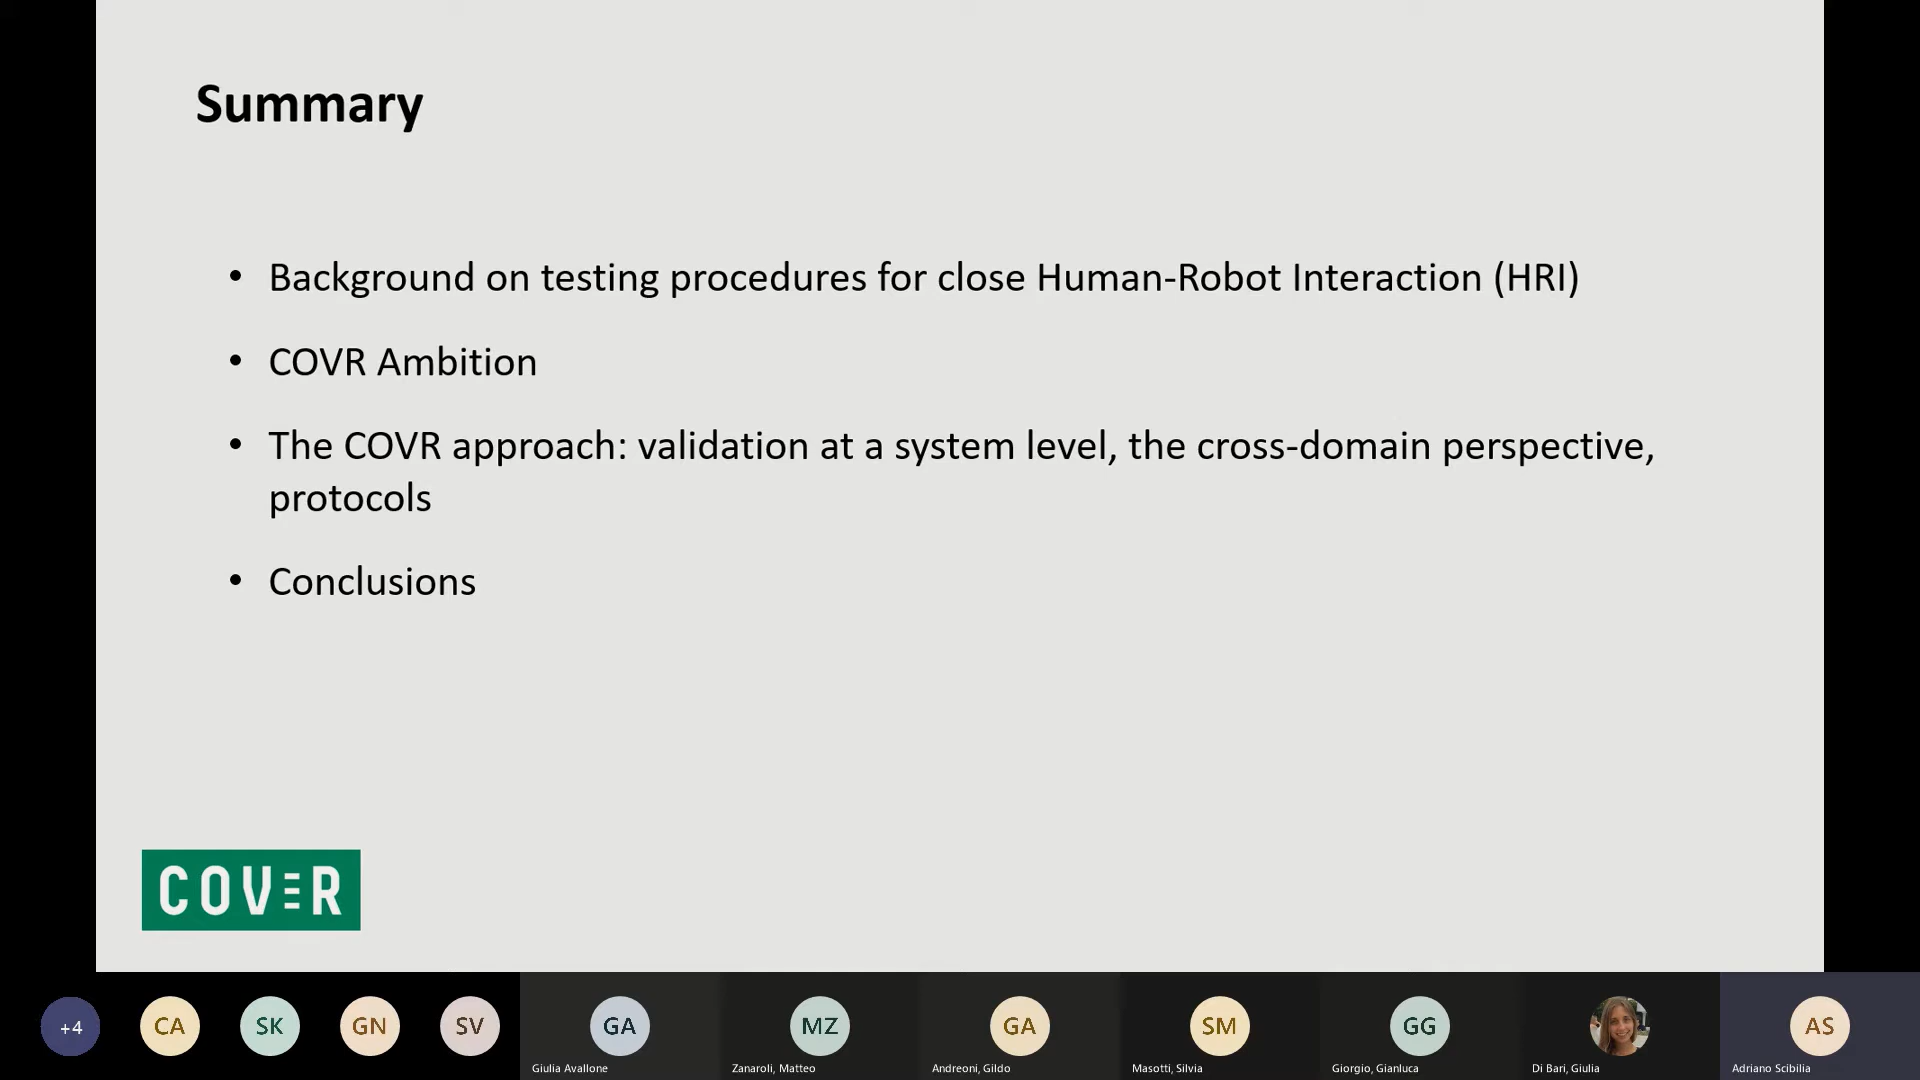 Summary
• Background on testing procedures for close Human-Robot Interaction (HRI)
• COVR Ambition
• The COVR approach: validation at a system level, the cross-domain perspective,
protocols
• Conclusions
COVER
+4
CA
SK
GN
SV
GA
Giulia Avallone
MZ
Zanaroli, Matteo
GA
Andreoni, Gildo
SM
Masotti, Silvia
GG
Giorgio, Gianluca
Di Bari, Giulia
AS
Adriano Scibilia